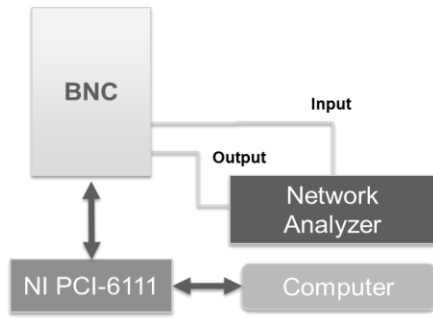 BNC
Input
Output
Network
Analyzer
NI PCI-6111
Computer